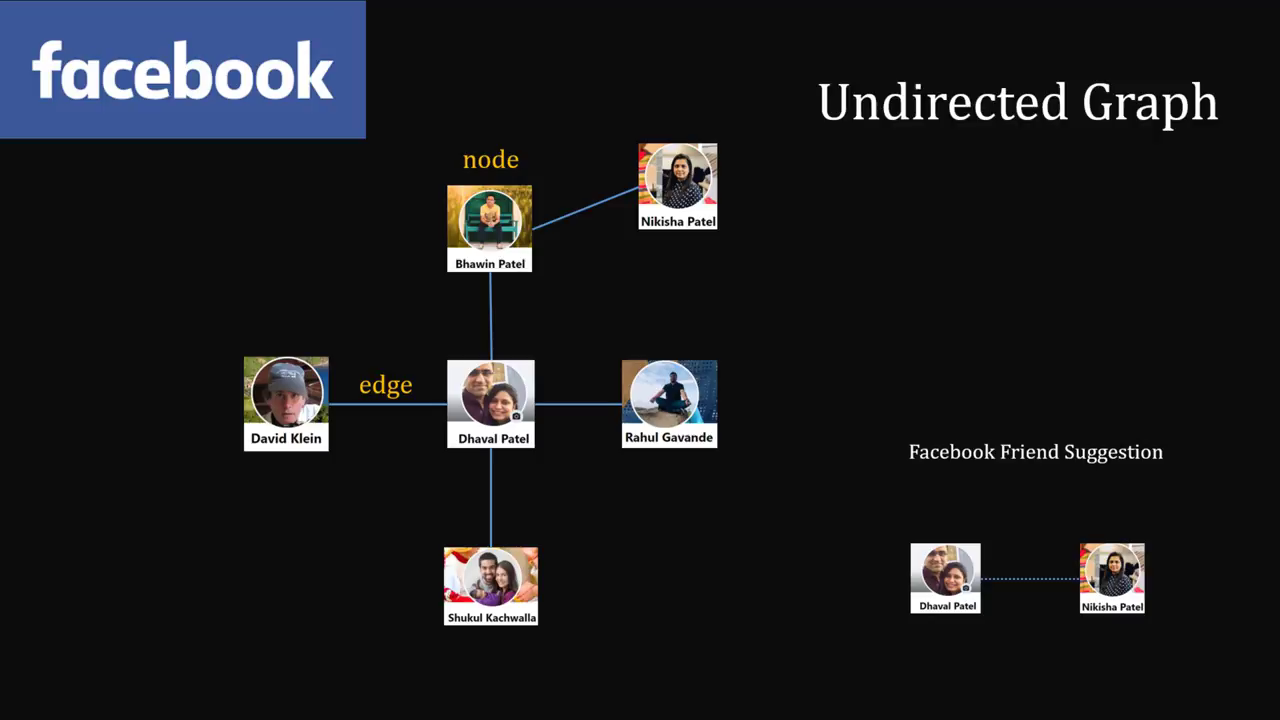 facebook
Undirected Graph
node
Nikisha Patel
Bhawin Patel
edge
David Klein
Dhaval Patel
Rahul Gavande
Facebook Friend Suggestion
Shukul Kachwalla
Dhaval Patel
Nikisha Patel